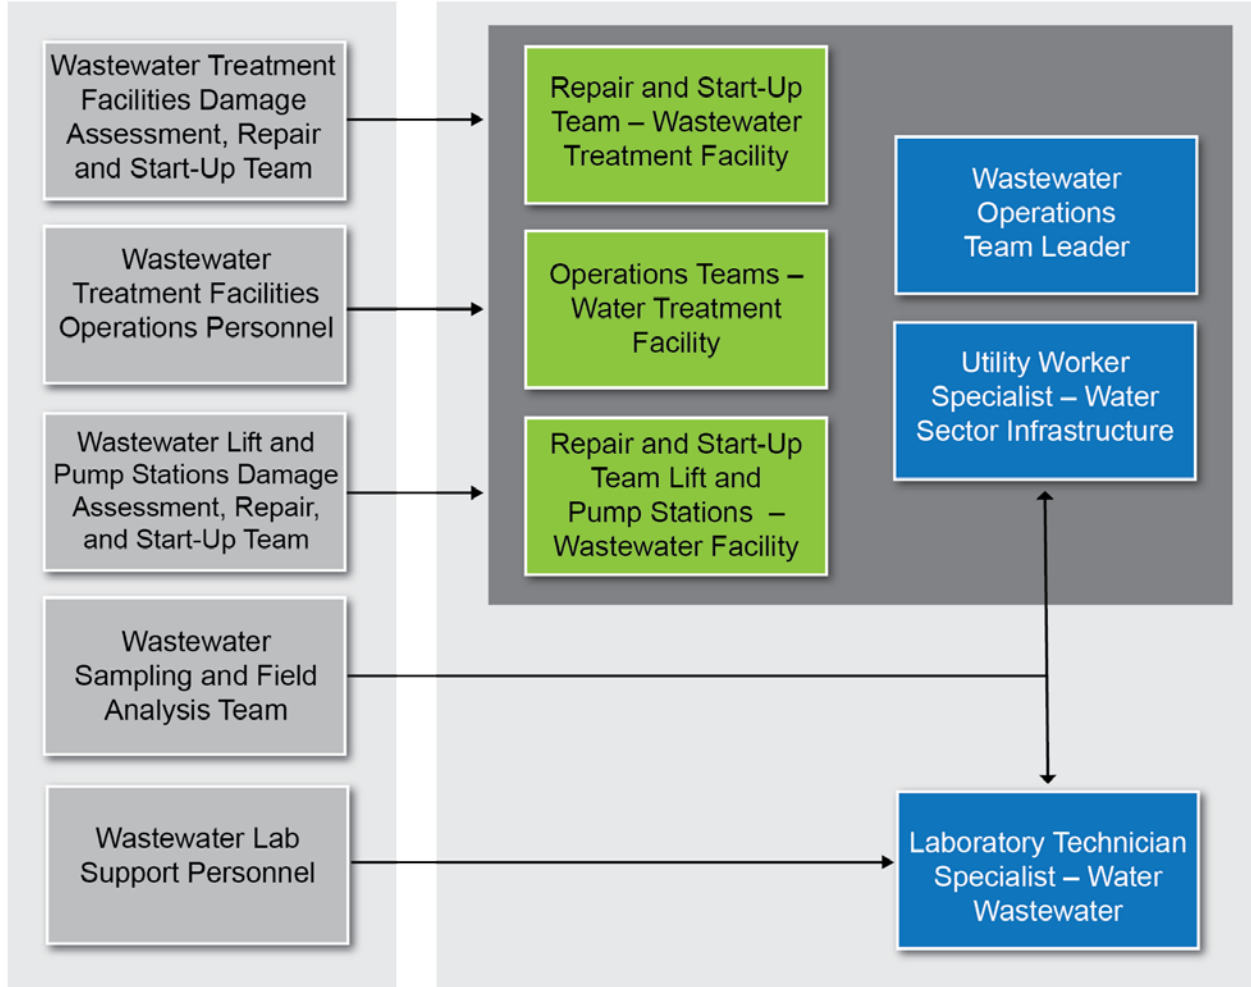 Wastewater Treatment
Facilities Damage
Assessment, Repair
and Start-Up Team
Wastewater
Treatment Facilities
Operations Personnel
Wastewater Lift and
Pump Stations Damage
Assessment, Repair,
and Start-Up Team
Wastewater
Sampling and Field
Analysis Team
Wastewater Lab
Support Personnel
Repair and Start-Up
Team – Wastewater
Treatment Facility
Operations Teams –
Water Treatment
Facility
Repair and Start-Up
Team Lift and
Pump Stations –
Wastewater Facility
Wastewater
Operations
Team Leader
Utility Worker
Specialist – Water
Sector Infrastructure
Laboratory Technician
Specialist – Water
Wastewater